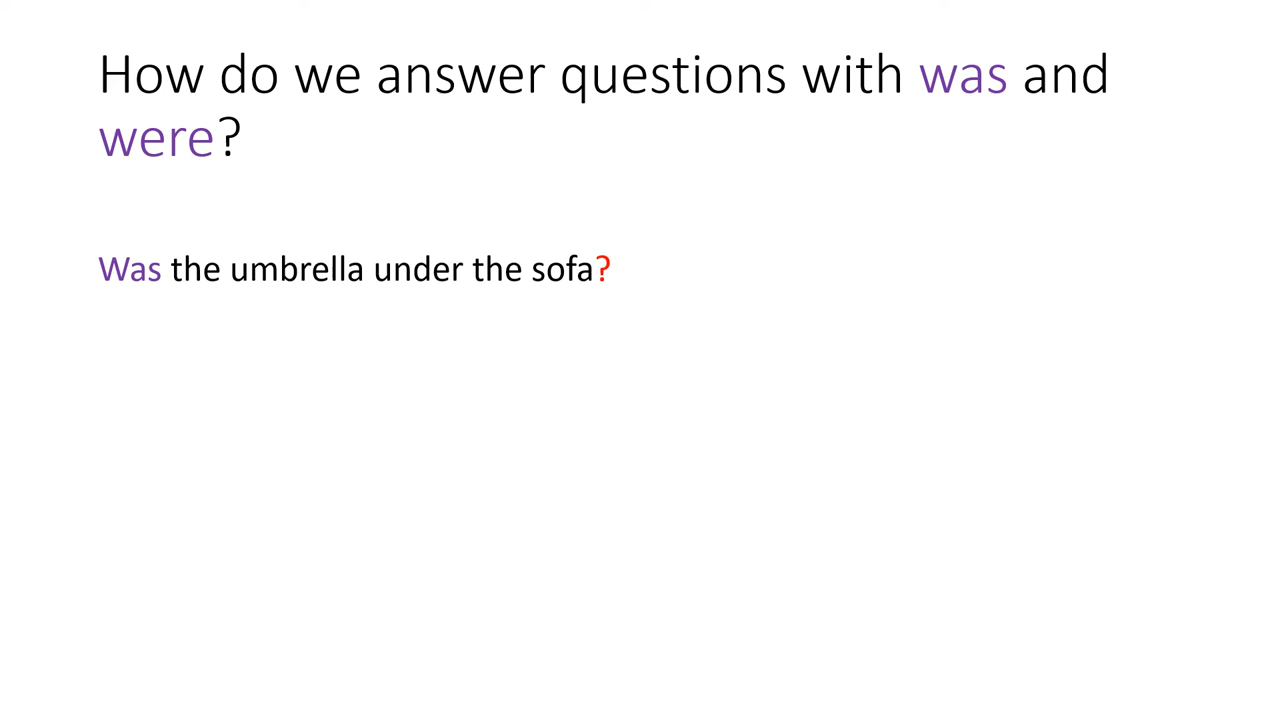 How do we answer questions with was and
were?
Was the umbrella under the sofa?